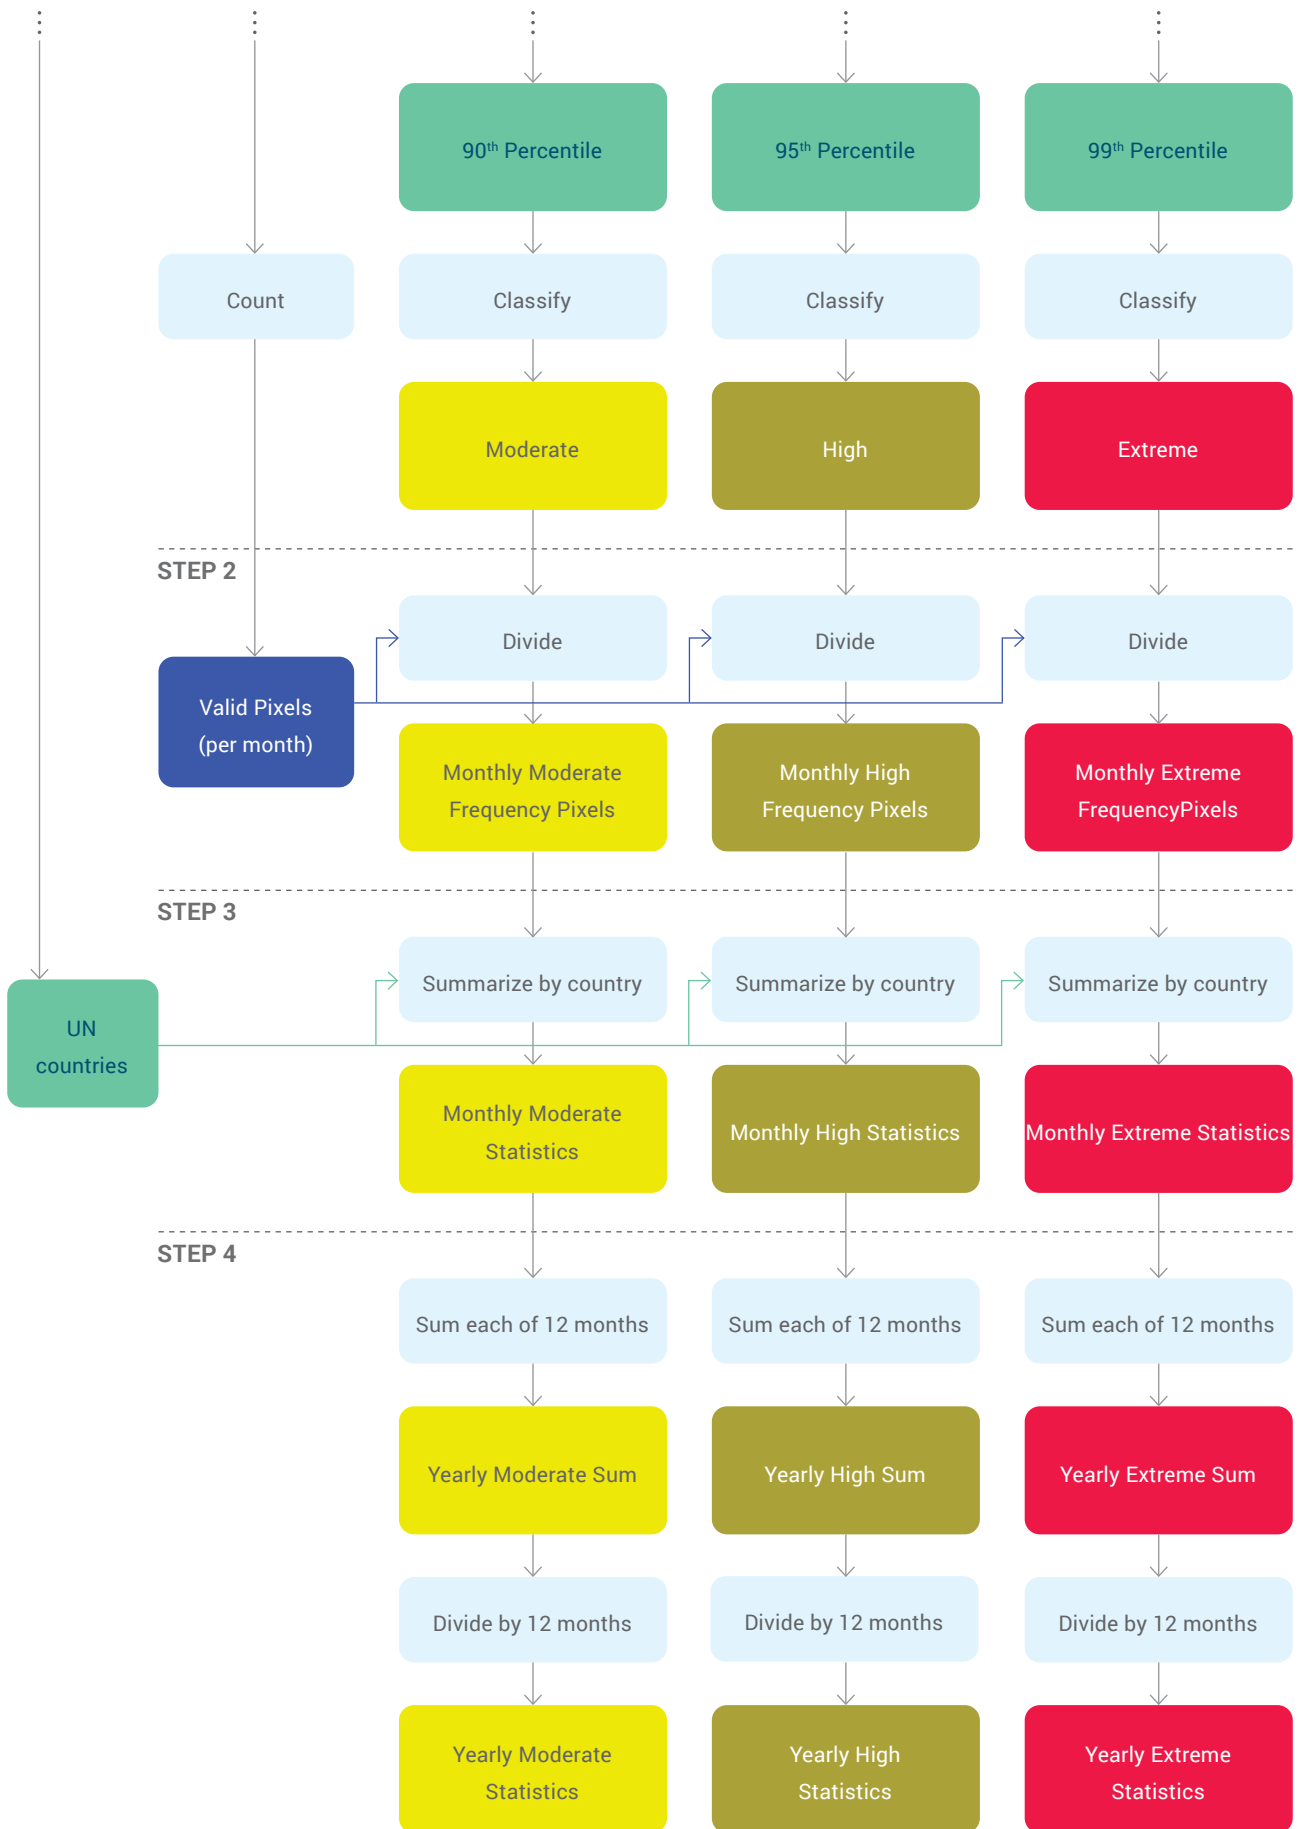 90th Percentile
95th Percentile
99th Percentile
Count
Classify
Classify
Classify
Moderate
High
Extreme
STEP 2
Divide
Divide
Divide
Valid Pixels
(per month)
Monthly Moderate
Frequency Pixels
Monthly High
Frequency Pixels
Monthly Extreme
FrequencyPixels
STEP 3
Summarize by country
Summarize by country
Summarize by country
UN
countries
Monthly Moderate
Statistics
Monthly High Statistics
Monthly Extreme Statistics
STEP 4
Sum each of 12 months
Sum each of 12 months
Sum each of 12 months
Yearly Moderate Sum
Yearly High Sum
Yearly Extreme Sum
Divide by 12 months
Divide by 12 months
Divide by 12 months
Yearly Moderate
Statistics
Yearly High
Statistics
Yearly Extreme
Statistics